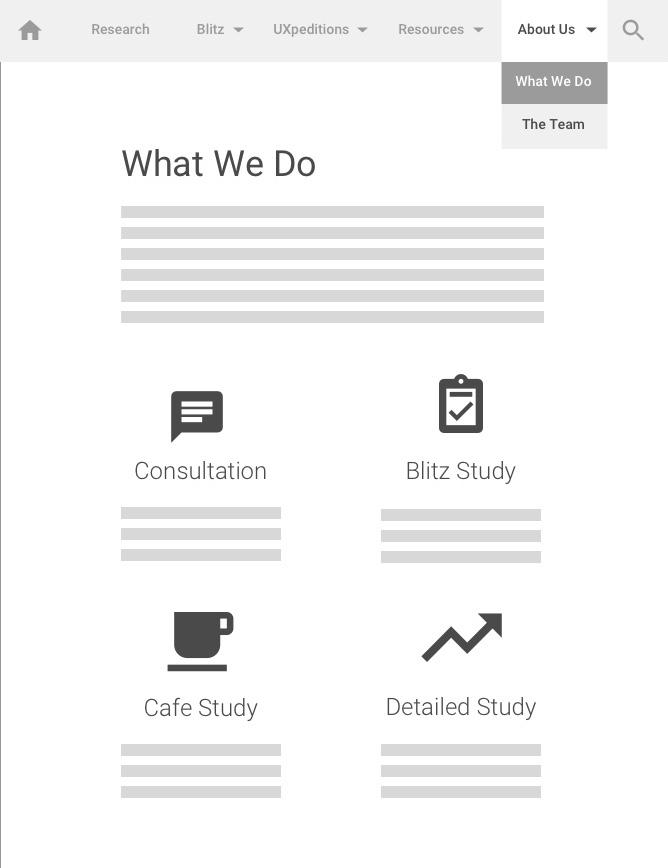 Research Blitz UXpeditions Resources About Us
What We Do
The Team
What We Do
Consultation Blitz Study
Cafe Study Detailed Study